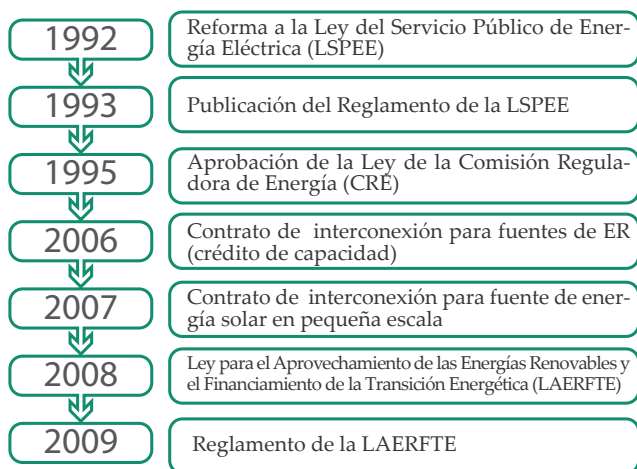 1992
Reforma a la Ley del Servicio Público de Ener-
gía Eléctrica (LSPEE)
1993
Publicación del Reglamento de la LSPEE
1995
Aprobación de la Ley de la Comisión Regula-
dora de Energía (CRE)
2006
Contrato de interconexión para fuentes de ER
(crédito de capacidad)
2007
Contrato de interconexión para fuente de ener-
gía solar en pequeña escala
2008
Ley para el Aprovechamiento de las Energías Renovables y
el Financiamiento de la Transición Energética (LAERFTE)
2009
Reglamento de la LAERFTE